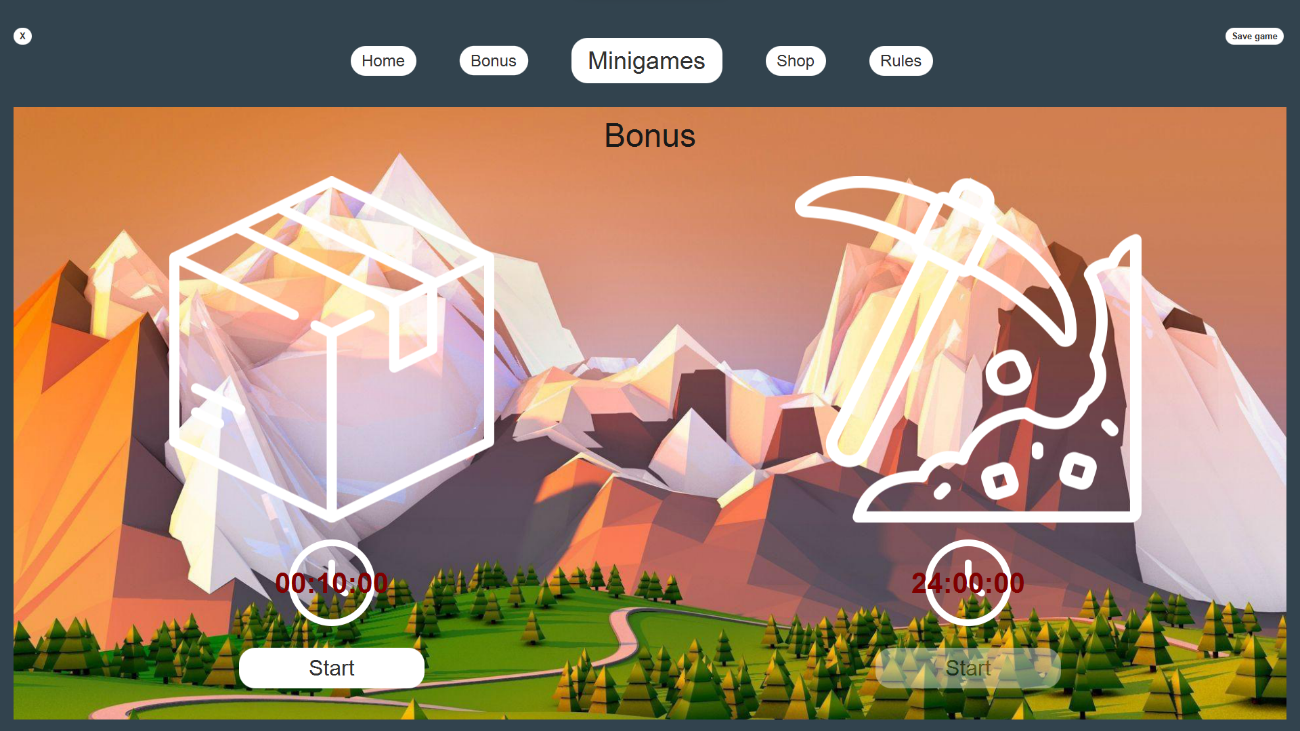 X
Save game
Home
Bonus
Minigames
Shop
Rules
Bonus
00:10:00
24:00:00
Start
Start